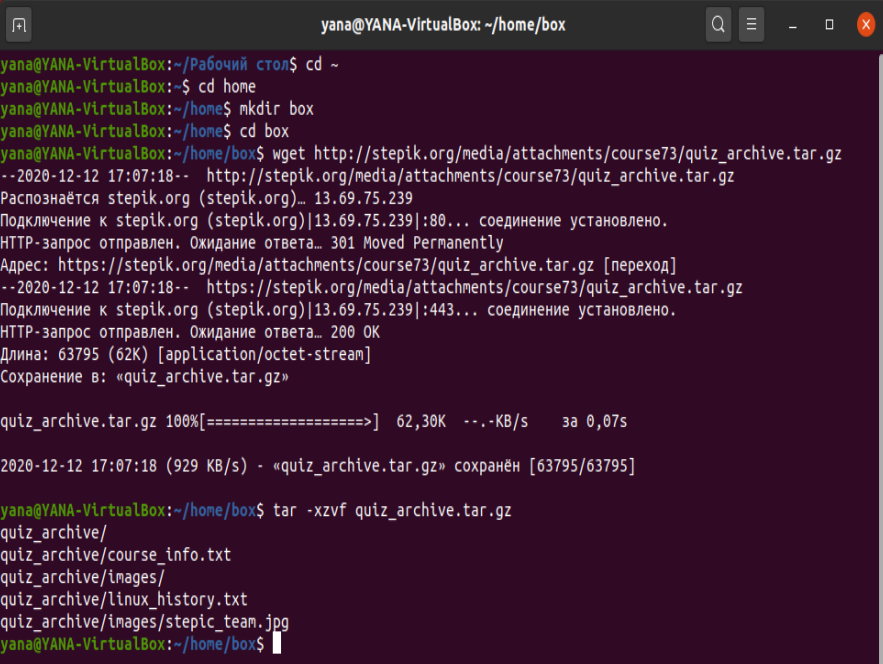 yana@YANA-VirtualBox: ~/home/box
yana@YANA-VirtualBox:~/Рабочий стол$ cd ~
yana@YANA-VirtualBox:~$ cd home
yana@YANA-VirtualBox:~/home$ mkdir box
yana@YANA-VirtualBox:~/home$ cd box
yana@YANA-VirtualBox:~/home/box$ wget http://stepik.org/media/attachments/course73/quiz_archive.tar.gz
--2020-12-12 17:07:18--  http://stepik.org/media/attachments/course73/quiz_archive.tar.gz
Распознаётся stepik.org (stepik.org)… 13.69.75.239
Подключение к stepik.org (stepik.org)|13.69.75.239|:80... соединение установлено.
HTTP-запрос отправлен. Ожидание ответа… 301 Moved Permanently
Адрес: https://stepik.org/media/attachments/course73/quiz_archive.tar.gz [переход]
--2020-12-12 17:07:18--  https://stepik.org/media/attachments/course73/quiz_archive.tar.gz
Подключение к stepik.org (stepik.org)|13.69.75.239|:443... соединение установлено.
HTTP-запрос отправлен. Ожидание ответа… 200 OK
Длина: 63795 (62K) [application/octet-stream]
Сохранение в: «quiz_archive.tar.gz»
quiz_archive.tar.gz 100%[===================>]  62,30K  --.-KB/s    за 0,07s
2020-12-12 17:07:18 (929 KB/s) - «quiz_archive.tar.gz» сохранён [63795/63795]
yana@YANA-VirtualBox:~/home/box$ tar -xzvf quiz_archive.tar.gz
quiz_archive/
quiz_archive/course_info.txt
quiz_archive/images/
quiz_archive/linux_history.txt
quiz_archive/images/stepic_team.jpg
yana@YANA-VirtualBox:~/home/box$